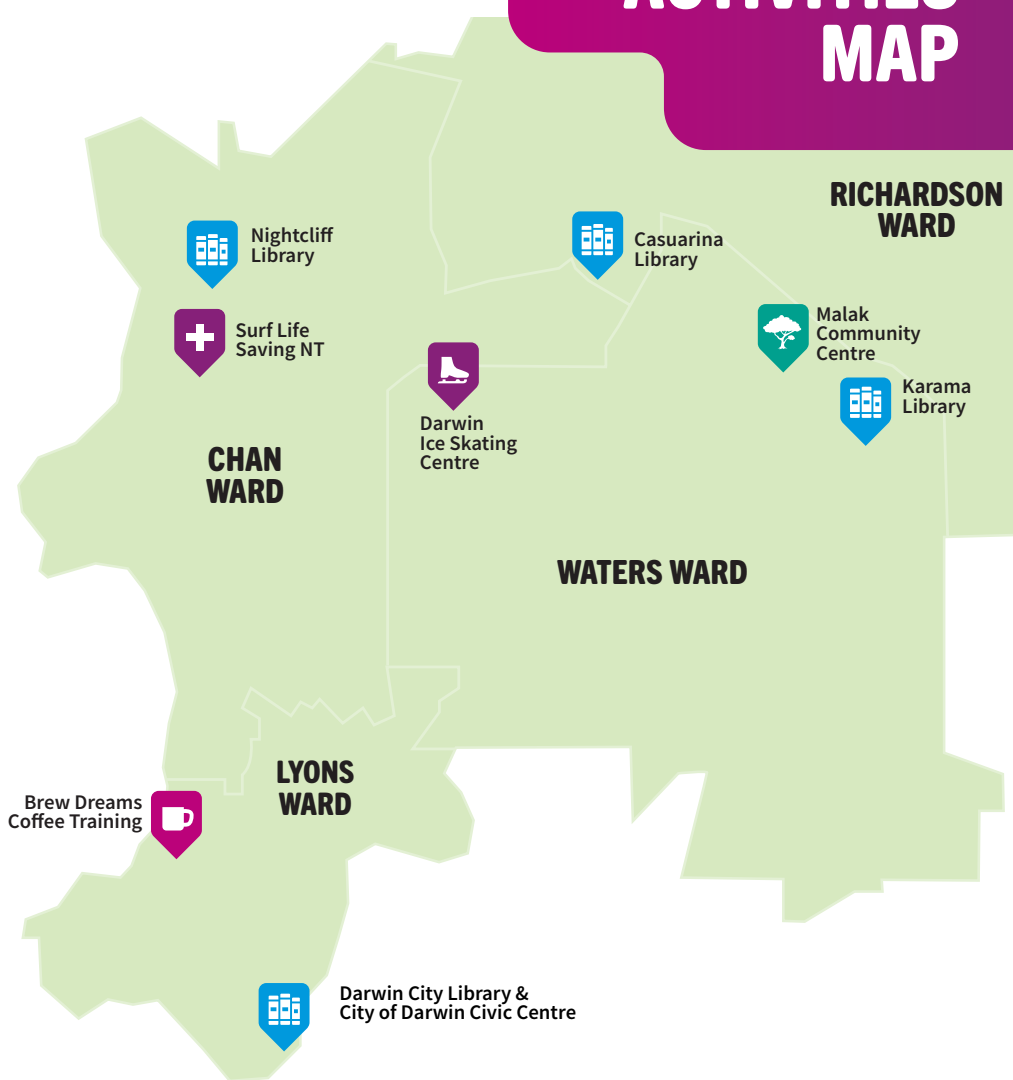 ACTIVITIES
MAP
RICHARDSON
WARD
Nightcliff
Library
Casuarina
Library
Surf Life
Saving NT
Malak
Community
Centre
Karama
Library
Darwin
Ice Skating
Centre
CHAN
WARD
WATERS WARD
LYONS
WARD
Brew Dreams
Coffee Training
Darwin City Library &
City of Darwin Civic Centre